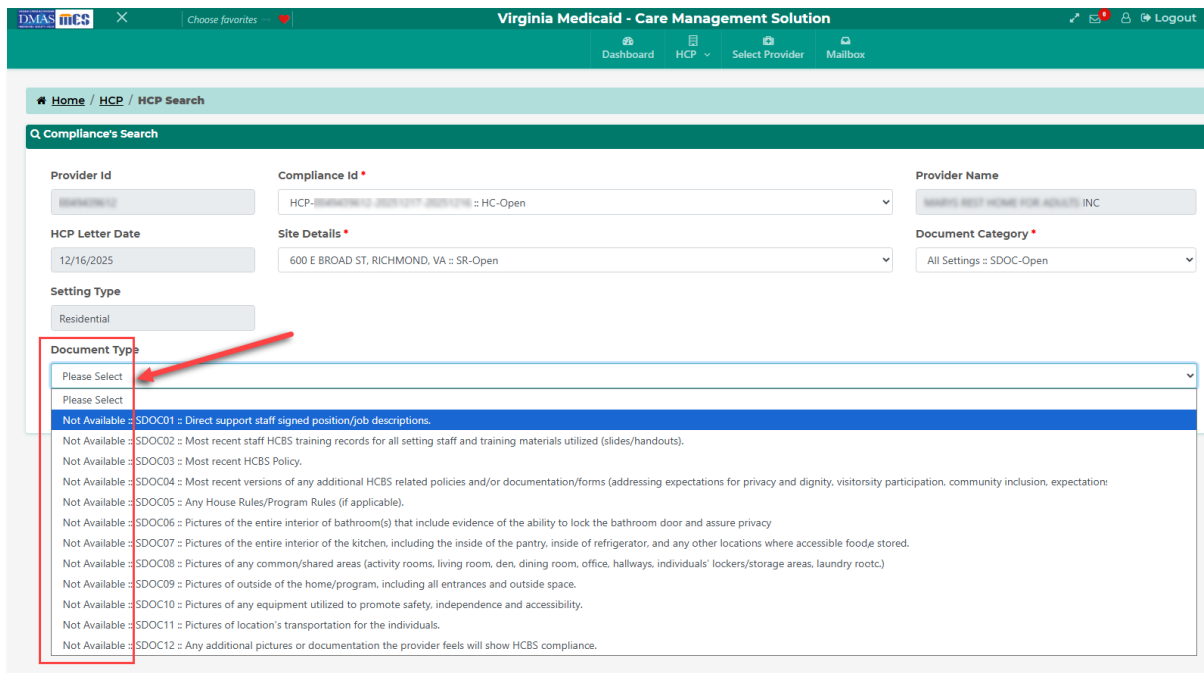 DMAS MES Choose favorites Virginia Medicaid - Care Management Solution Logout
Dashboard HCP Select Provider Mailbox
Home / HCP / HCP Search
Compliance's Search
Provider Id Compliance Id * Provider Name
HCP- :: HC-Open INC
HCP Letter Date Site Details * Document Category *
12/16/2025 600 E BROAD ST, RICHMOND, VA :: SR-Open All Settings :: SDOC-Open
Setting Type
Residential
Document Type
Please Select
Please Select
Not Available :: SDOC01 :: Direct support staff signed position/job descriptions.
Not Available :: SDOC02 :: Most recent staff HCBS training records for all setting staff and training materials utilized (slides/handouts).
Not Available :: SDOC03 :: Most recent HCBS Policy.
Not Available :: SDOC04 :: Most recent versions of any additional HCBS related policies and/or documentation/forms (addressing expectations for privacy and dignity, visitorsity participation, community inclusion, expectations
Not Available :: SDOC05 :: Any House Rules/Program Rules (if applicable).
Not Available :: SDOC06 :: Pictures of the entire interior of bathroom(s) that include evidence of the ability to lock the bathroom door and assure privacy
Not Available :: SDOC07 :: Pictures of the entire interior of the kitchen, including the inside of the pantry, inside of refrigerator, and any other locations where accessible food,e stored.
Not Available :: SDOC08 :: Pictures of any common/shared areas (activity rooms, living room, den, dining room, office, hallways, individuals' lockers/storage areas, laundry rootc.)
Not Available :: SDOC09 :: Pictures of outside of the home/program, including all entrances and outside space.
Not Available :: SDOC10 :: Pictures of any equipment utilized to promote safety, independence and accessibility.
Not Available :: SDOC11 :: Pictures of location's transportation for the individuals.
Not Available :: SDOC12 :: Any additional pictures or documentation the provider feels will show HCBS compliance.